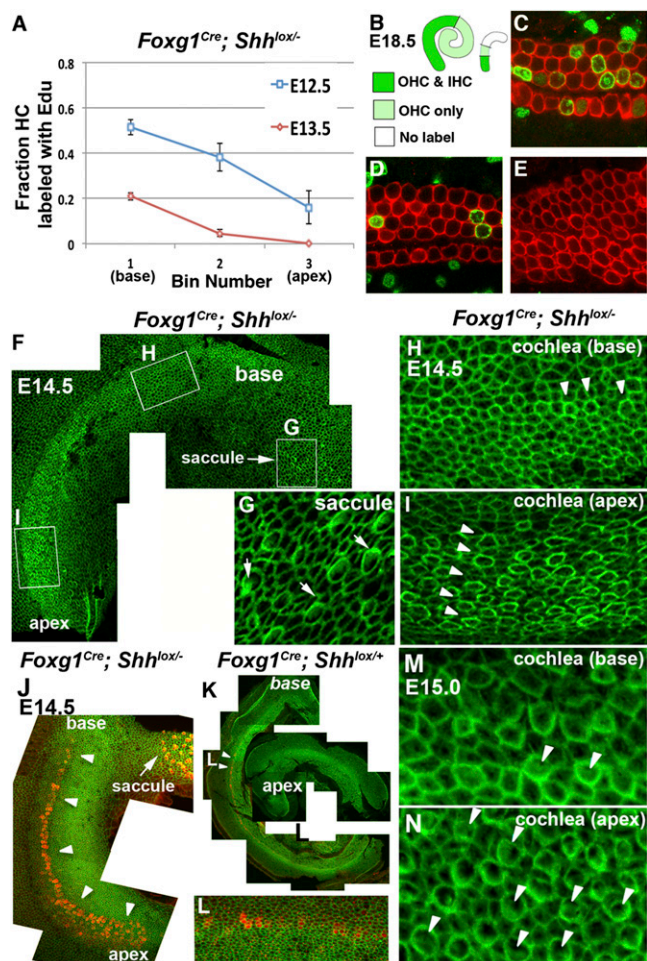 A
Foxg1Cre; Shhlox/-
Fraction HC
labeled with Edu
0.8
0.6
0.4
0.2
0
E12.5
E13.5
1
2
3
(base)
Bin Number
(apex)
B
E18.5
OHC & IHC
OHC only
No label
C
D
E
Foxg1Cre; Shhlox/-
F
E14.5
H
base
G
saccule
I
apex
G
saccule
Foxg1Cre; Shhlox/-
H
cochlea (base)
E14.5
I
cochlea (apex)
Foxg1Cre; Shhlox/-
J
E14.5
base
saccule
apex
Foxg1Cre; Shhlox/+
K
base
L
apex
L
M
cochlea (base)
E15.0
N
cochlea (apex)